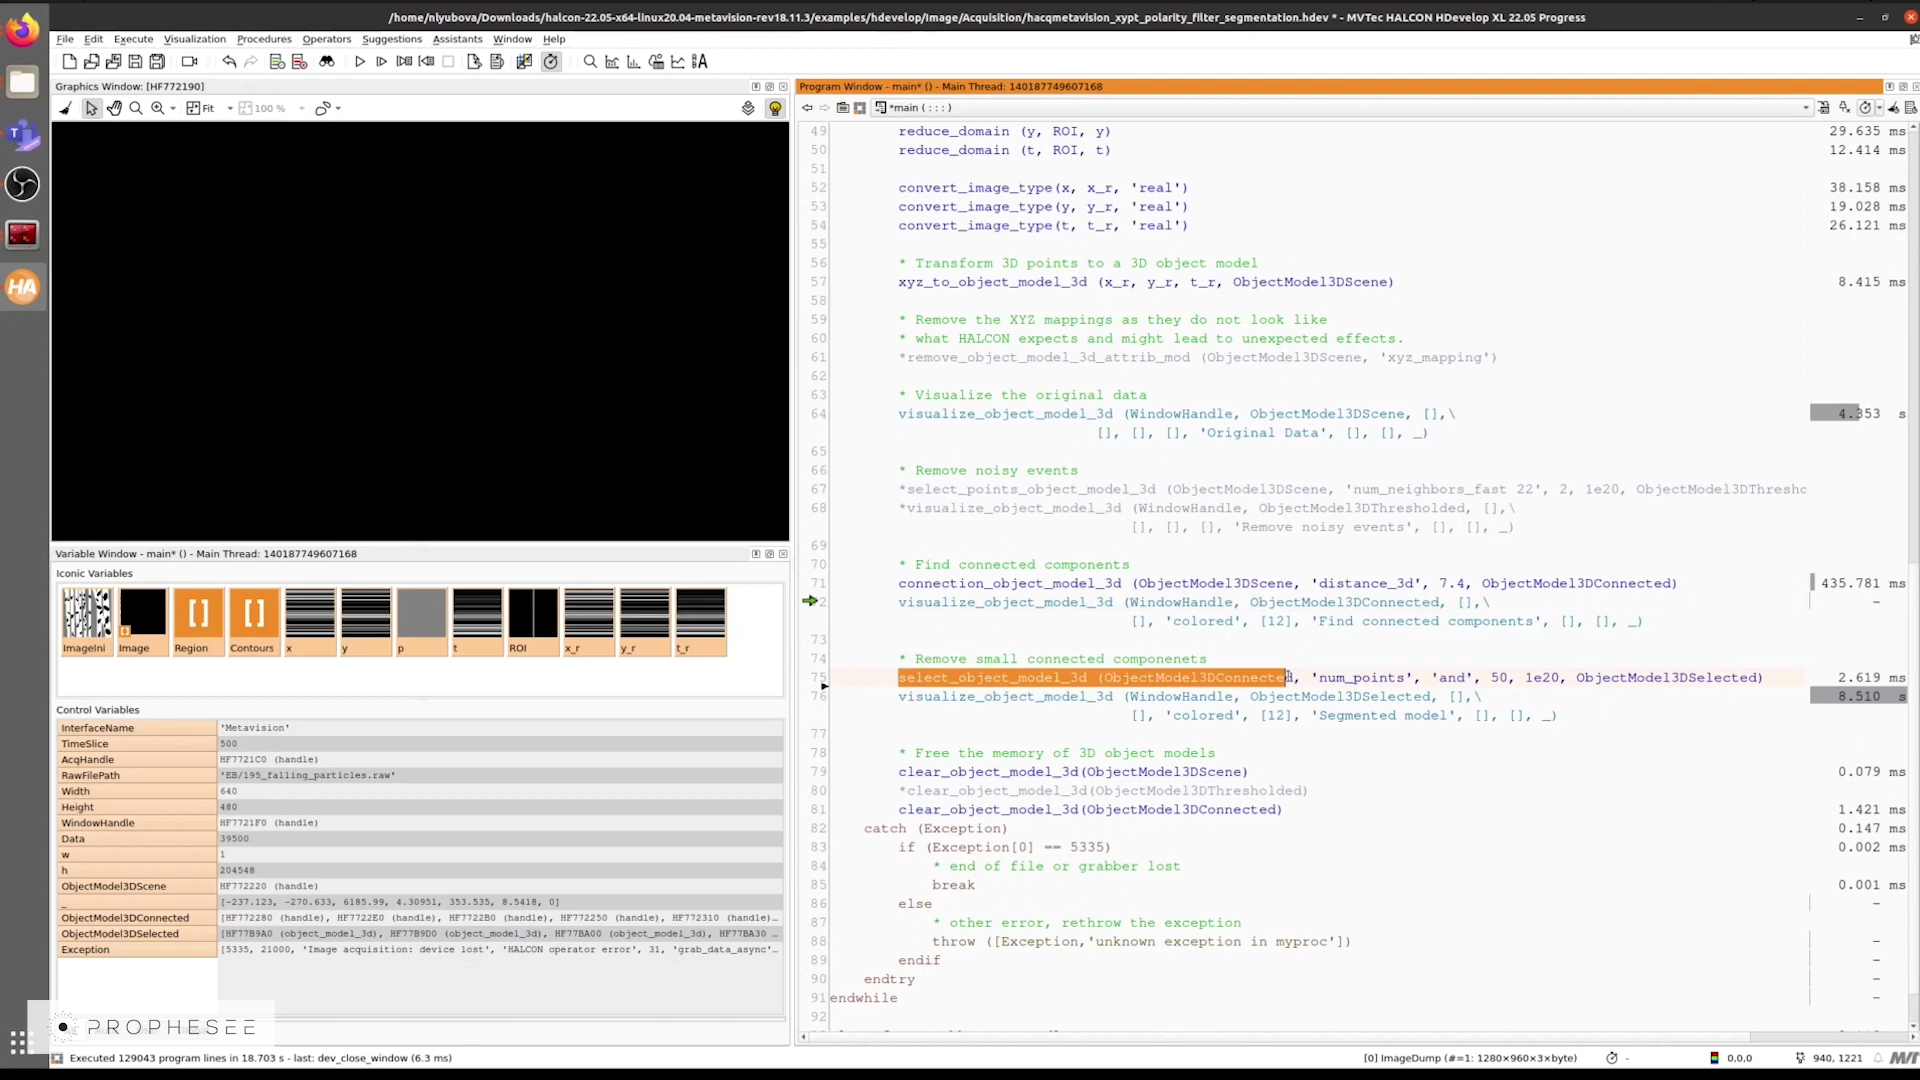 /home/nlyubova/Downloads/halcon-22.05-x64-linux20.04-metavision-rev18.11.3/examples/hdevelop/Image/Acquisition/hacqmetavision_xypt_polarity_filter_segmentation.hdev * - MVTec HALCON HDevelop XL 22.05 Progress
File Edit Execute Visualization Procedures Operators Suggestions Assistants Window Help
Graphics Window: [HF772190]
Fit 100 %
Variable Window - main* () - Main Thread: 140187749607168
Iconic Variables
ImageIni Image Region Contours x y p t ROI x_r y_r t_r
Control Variables
InterfaceName 'Metavision'
TimeSlice 500
AcqHandle HF7721C0 (handle)
RawFilePath 'EB/195_falling_particles.raw'
Width 640
Height 480
WindowHandle HF7721F0 (handle)
Data 39500
w 1
h 204548
ObjectModel3DScene HF772220 (handle)
_ [-237.123, -270.633, 6185.99, 4.30951, 353.535, 8.5418, 0]
ObjectModel3DConnected [HF772280 (handle), HF7722E0 (handle), HF7722B0 (handle), HF772250 (handle), HF772310 (handle)...
ObjectModel3DSelected [HF77B9A0 (object_model_3d), HF77B9D0 (object_model_3d), HF77BA00 (object_model_3d), HF77BA30 ...
Exception [5335, 21000, 'Image acquisition: device lost', 'HALCON operator error', 31, 'grab_data_async'...
PROPHESEE
Program Window - main* () - Main Thread: 140187749607168
*main ( : : : )
49 reduce_domain (y, ROI, y) 29.635 ms
50 reduce_domain (t, ROI, t) 12.414 ms
51
52 convert_image_type(x, x_r, 'real') 38.158 ms
53 convert_image_type(y, y_r, 'real') 19.028 ms
54 convert_image_type(t, t_r, 'real') 26.121 ms
55
56 * Transform 3D points to a 3D object model
57 xyz_to_object_model_3d (x_r, y_r, t_r, ObjectModel3DScene) 8.415 ms
58
59 * Remove the XYZ mappings as they do not look like
60 * what HALCON expects and might lead to unexpected effects.
61 *remove_object_model_3d_attrib_mod (ObjectModel3DScene, 'xyz_mapping')
62
63 * Visualize the original data
64 visualize_object_model_3d (WindowHandle, ObjectModel3DScene, [],\ 4.353 s
[], [], [], 'Original Data', [], [], _)
65
66 * Remove noisy events
67 *select_points_object_model_3d (ObjectModel3DScene, 'num_neighbors_fast 22', 2, 1e20, ObjectModel3DThresho
68 *visualize_object_model_3d (WindowHandle, ObjectModel3DThresholded, [],\
[], [], [], 'Remove noisy events', [], [], _)
69
70 * Find connected components
71 connection_object_model_3d (ObjectModel3DScene, 'distance_3d', 7.4, ObjectModel3DConnected) 435.781 ms
2 visualize_object_model_3d (WindowHandle, ObjectModel3DConnected, [],\ -
[], 'colored', [12], 'Find connected components', [], [], _)
73
74 * Remove small connected componenets
75 select_object_model_3d (ObjectModel3DConnected, 'num_points', 'and', 50, 1e20, ObjectModel3DSelected) 2.619 ms
76 visualize_object_model_3d (WindowHandle, ObjectModel3DSelected, [],\ 8.510 s
[], 'colored', [12], 'Segmented model', [], [], _)
77
78 * Free the memory of 3D object models
79 clear_object_model_3d(ObjectModel3DScene) 0.079 ms
80 *clear_object_model_3d(ObjectModel3DThresholded)
81 clear_object_model_3d(ObjectModel3DConnected) 1.421 ms
82 catch (Exception) 0.147 ms
83 if (Exception[0] == 5335) 0.002 ms
84 * end of file or grabber lost
85 break 0.001 ms
86 else -
87 * other error, rethrow the exception
88 throw ([Exception,'unknown exception in myproc']) -
89 endif -
90 endtry -
91 endwhile -
92
Executed 129043 program lines in 18.703 s - last: dev_close_window (6.3 ms)
[0] ImageDump (#=1: 1280×960×3×byte) - 0,0,0 940, 1221